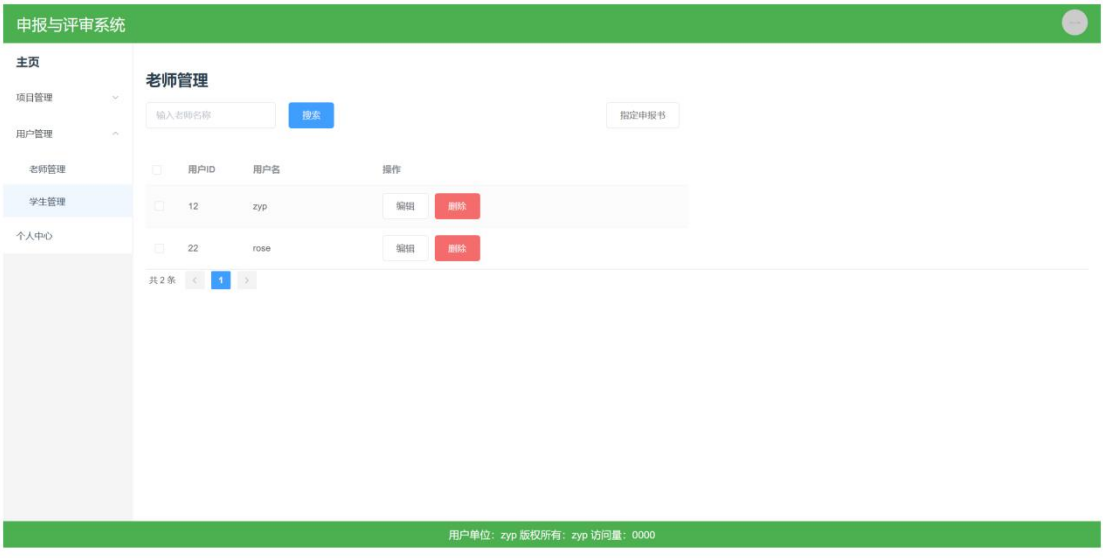 申报与评审系统
主页
项目管理
用户管理
老师管理
学生管理
个人中心
老师管理
输入老师名称 搜索 指定申报书
用户ID 用户名 操作
12 zyp 编辑 删除
22 rose 编辑 删除
共 2 条 < 1 >
用户单位：zyp 版权所有：zyp 访问量：0000